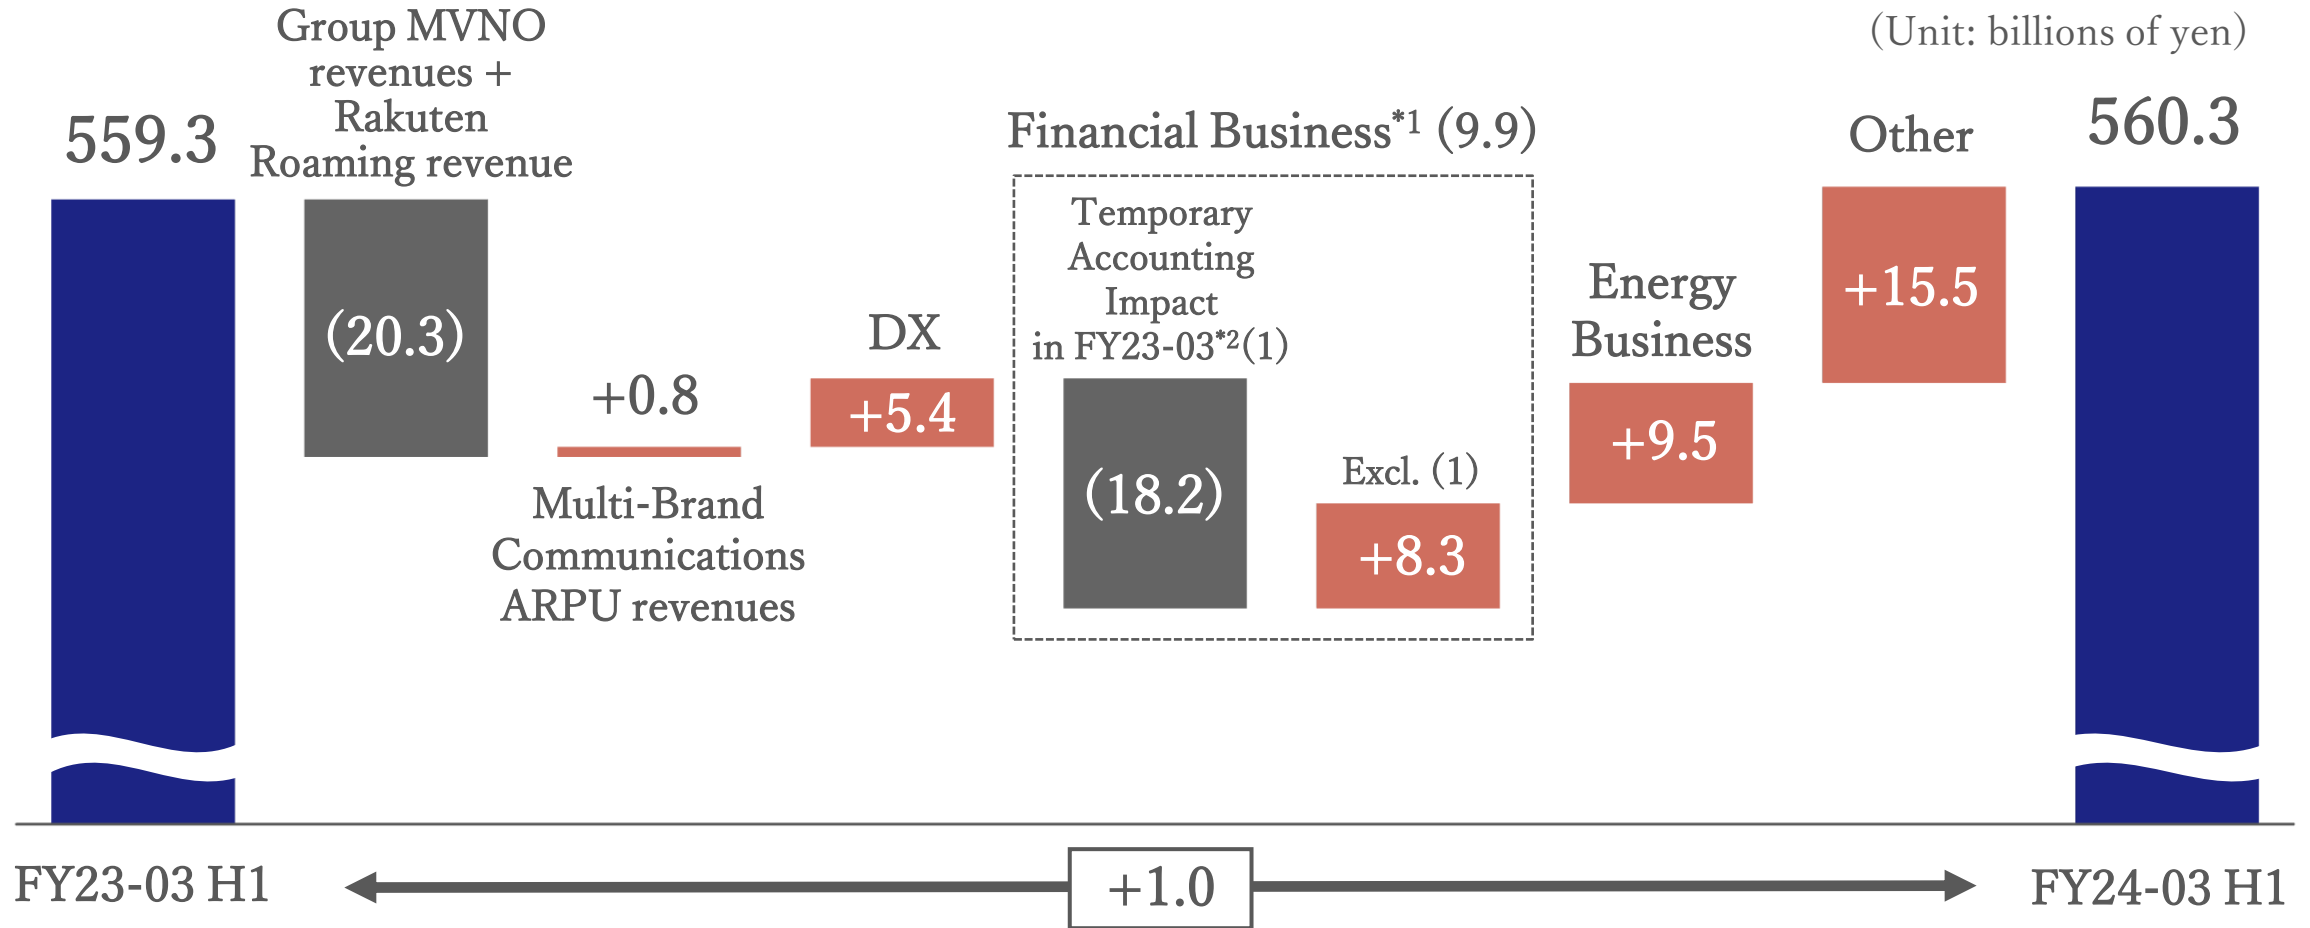 (Unit: billions of yen)
559.3
Group MVNO
revenues +
Rakuten
Roaming revenue
(20.3)
+0.8
Multi-Brand
Communications
ARPU revenues
DX
+5.4
Financial Business*1 (9.9)
Temporary
Accounting
Impact
in FY23-03*2(1)
(18.2)
Excl. (1)
+8.3
Energy
Business
+9.5
Other
+15.5
560.3
FY23-03 H1
+1.0
FY24-03 H1